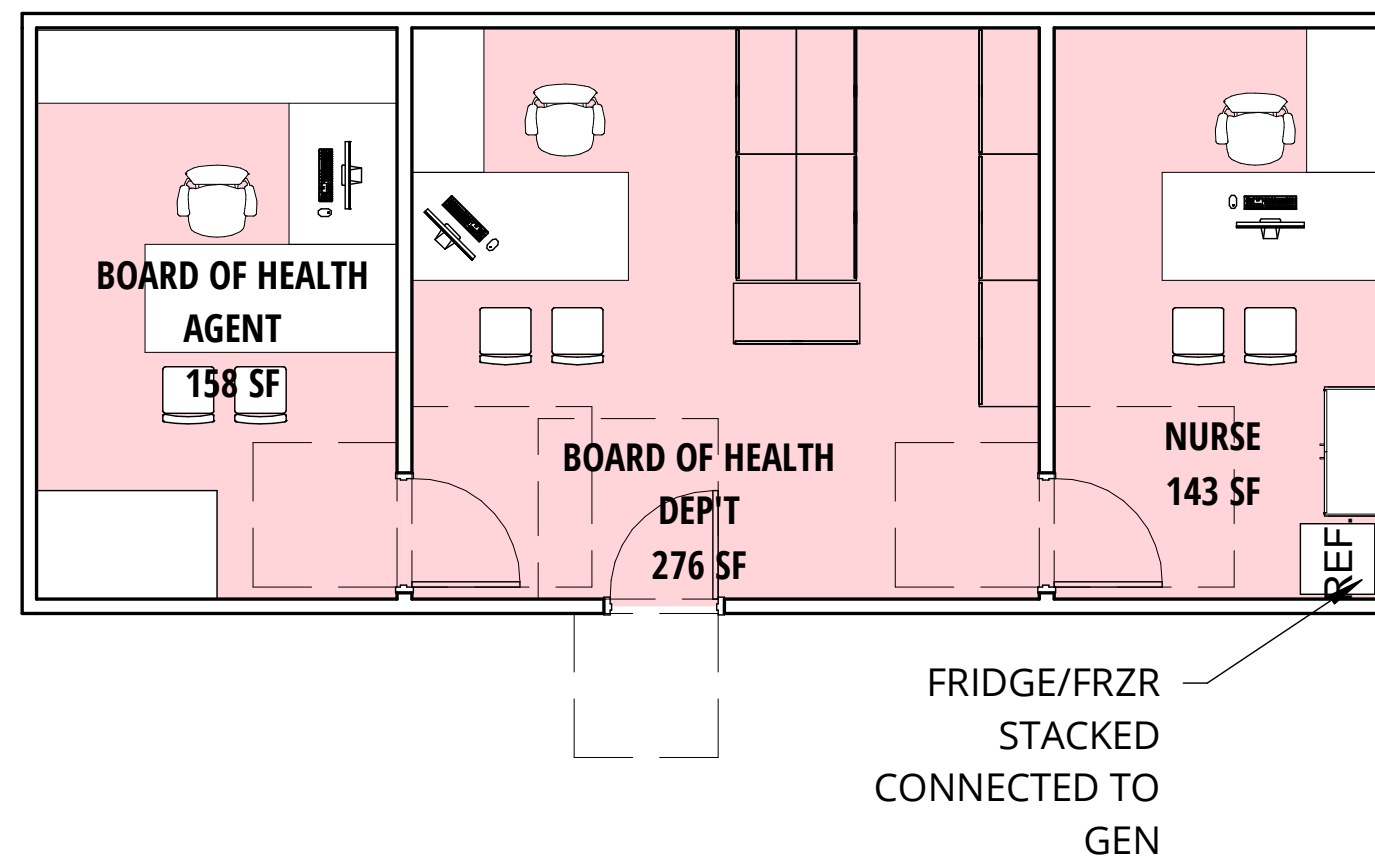 BOARD OF HEALTH
AGENT
158 SF
BOARD OF HEALTH
DEP'T
276 SF
NURSE
143 SF
REF.
FRIDGE/FRZR
STACKED
CONNECTED TO
GEN